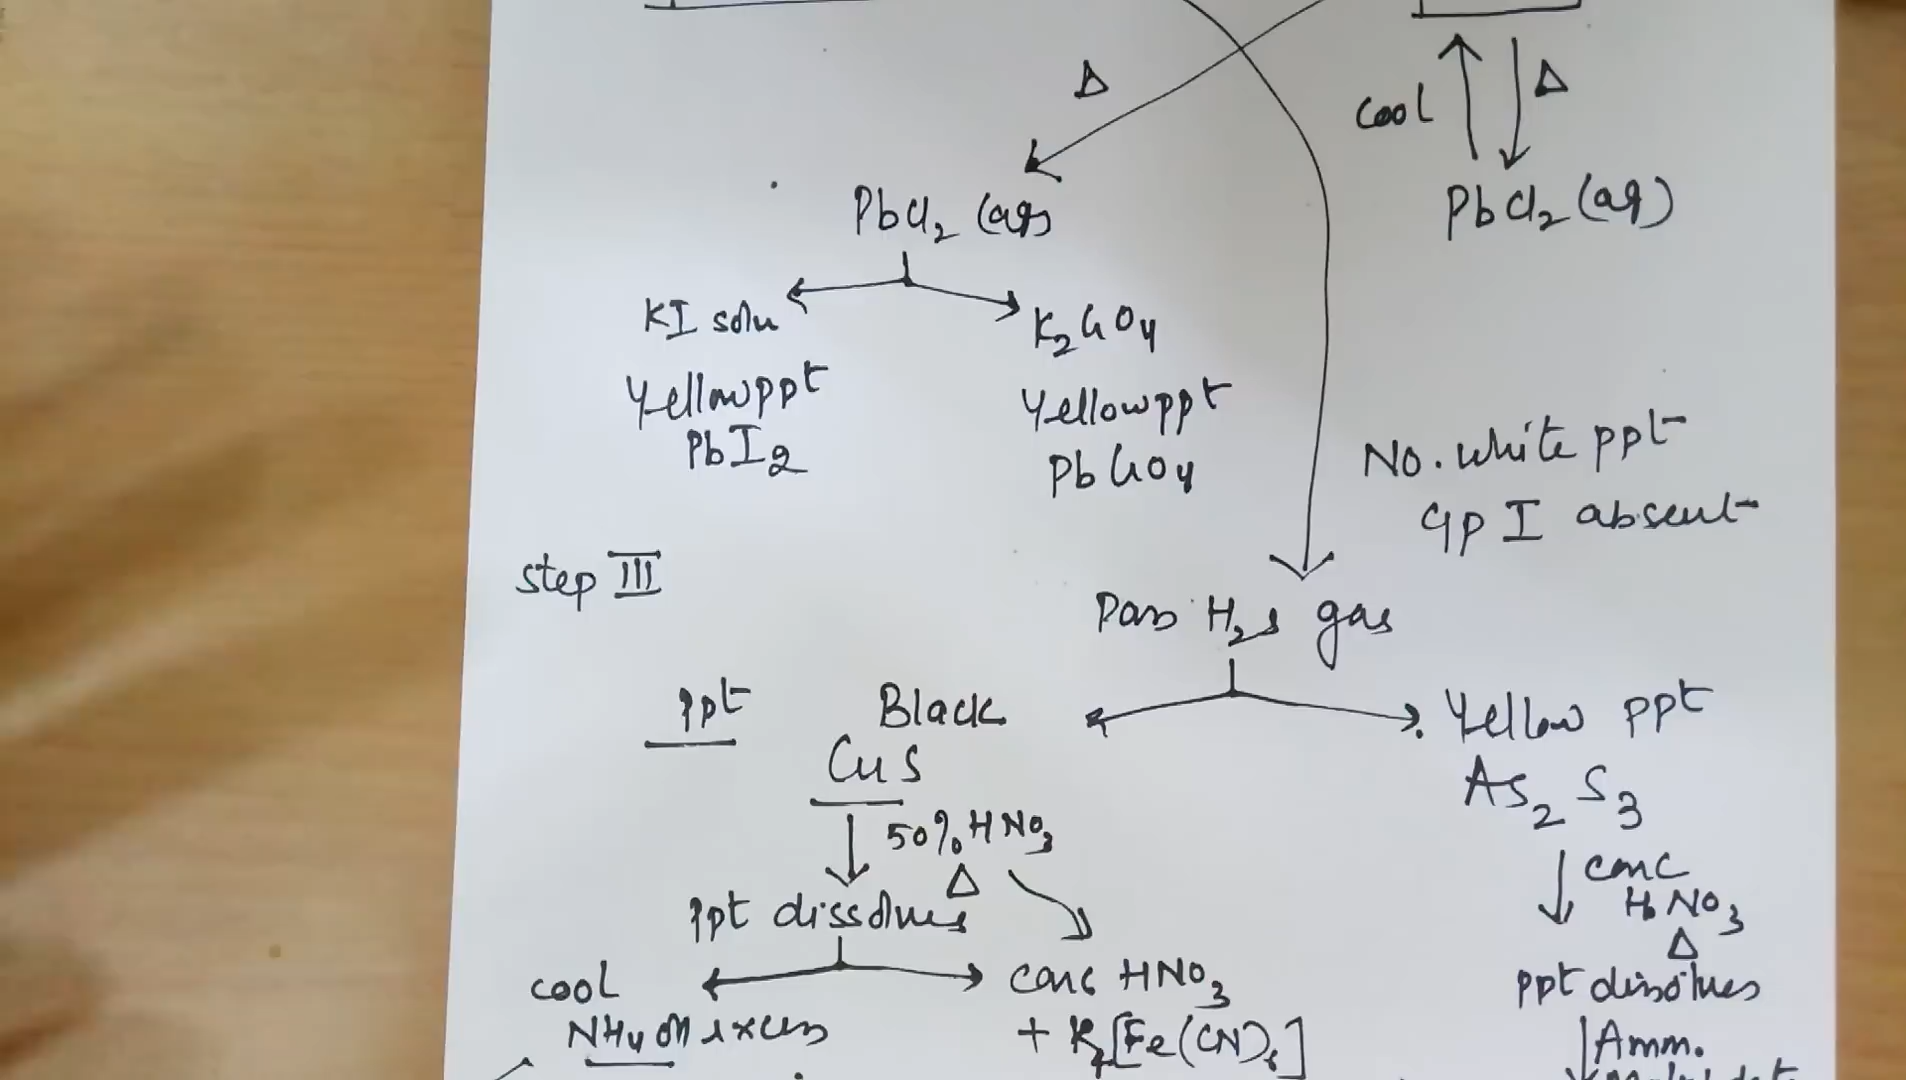 Δ
cool Δ
PbCl2 (aq)
PbCl2 (aq)
KI soln
Yellow ppt
PbI2
K2CrO4
Yellow ppt
PbCrO4
No. white ppt
Gp I absent
step III
Pass H2S gas
ppt Black
CuS
Yellow ppt
As2S3
50% HNO3
Δ
ppt dissolves
conc
HNO3
Δ
ppt dissolves
cool
NH4OH excess
conc HNO3
+ K4[Fe(CN)6]
Amm.